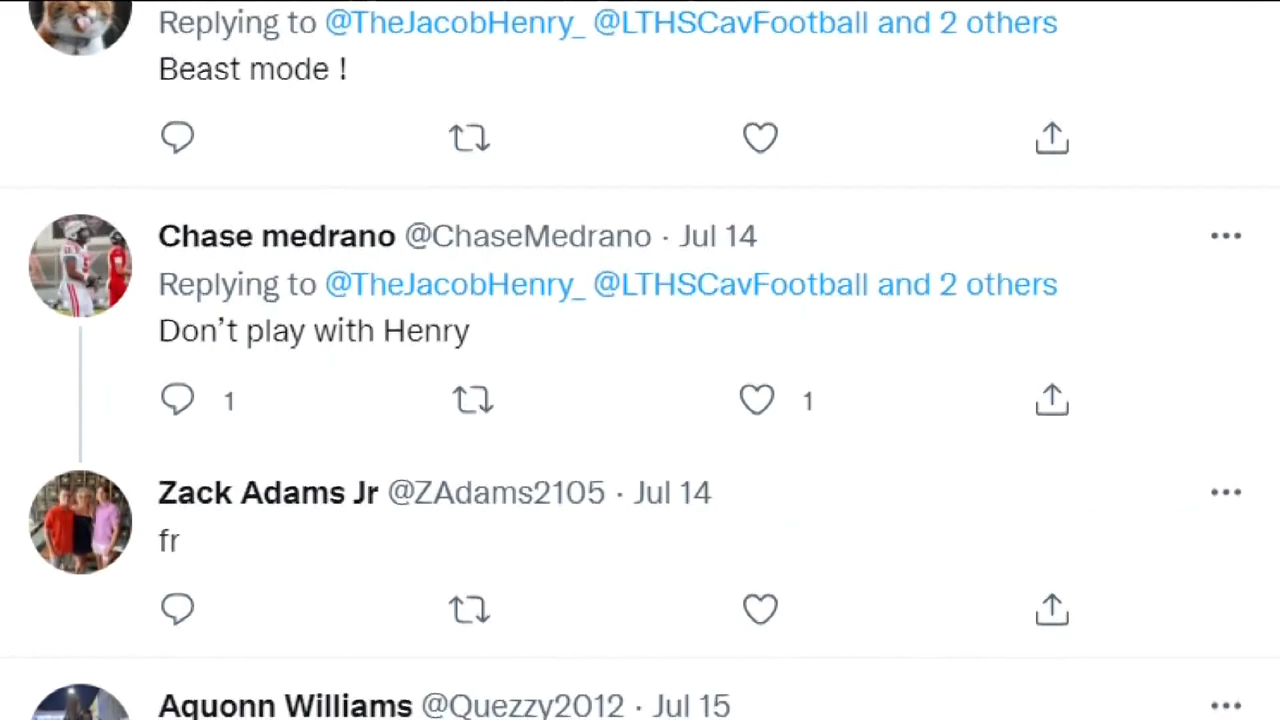 Replying to @TheJacobHenry_ @LTHSCavFootball and 2 others
Beast mode !
Chase medrano @ChaseMedrano · Jul 14
Replying to @TheJacobHenry_ @LTHSCavFootball and 2 others
Don’t play with Henry
1 1
Zack Adams Jr @ZAdams2105 · Jul 14
fr
Aquonn Williams @Quezzy2012 · Jul 15